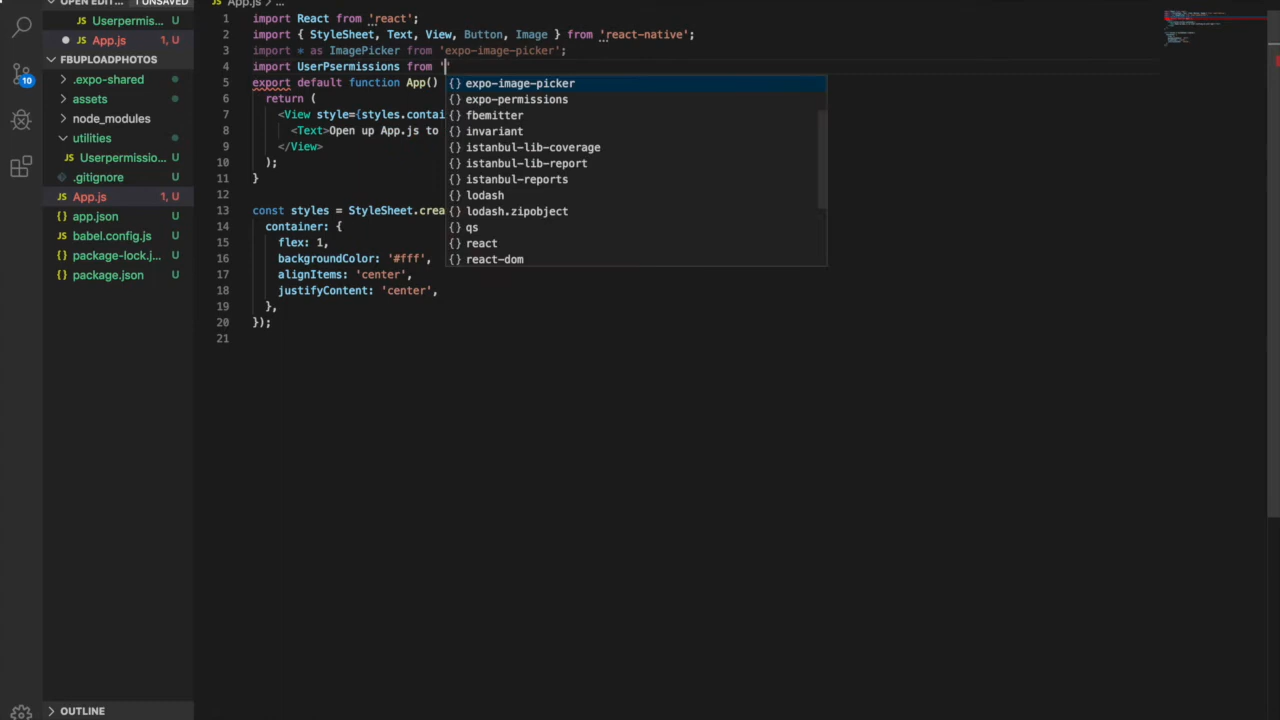 OPEN EDIT... 1 UNSAVED
Userpermis... U
App.js 1, U
FBUPLOADPHOTOS
.expo-shared
assets
node_modules
utilities
Userpermissio... U
.gitignore U
App.js 1, U
app.json U
babel.config.js U
package-lock.j... U
package.json U
OUTLINE
10
App.js > ...
1 import React from 'react';
2 import { StyleSheet, Text, View, Button, Image } from 'react-native';
3 import * as ImagePicker from 'expo-image-picker';
4 import UserPsermissions from ''
5 export default function App()
6 return (
7 <View style={styles.contai
8 <Text>Open up App.js to
9 </View>
10 );
11 }
12
13 const styles = StyleSheet.crea
14 container: {
15 flex: 1,
16 backgroundColor: '#fff',
17 alignItems: 'center',
18 justifyContent: 'center',
19 },
20 });
21
{} expo-image-picker
{} expo-permissions
{} fbemitter
{} invariant
{} istanbul-lib-coverage
{} istanbul-lib-report
{} istanbul-reports
{} lodash
{} lodash.zipobject
{} qs
{} react
{} react-dom